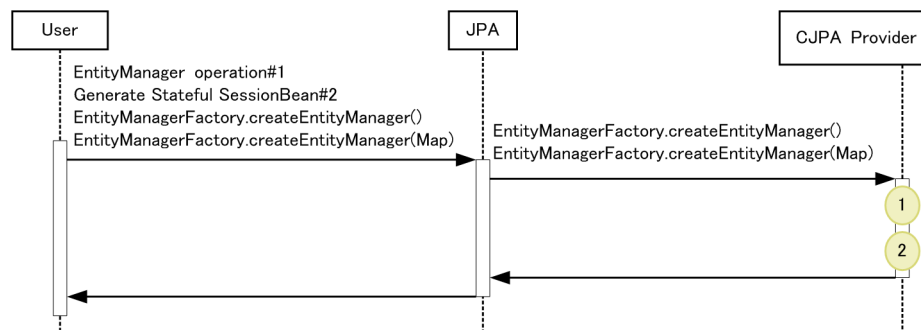 User
JPA
CJPA Provider
EntityManager operation#1
Generate Stateful SessionBean#2
EntityManagerFactory.createEntityManager()
EntityManagerFactory.createEntityManager(Map)
EntityManagerFactory.createEntityManager()
EntityManagerFactory.createEntityManager(Map)
1
2